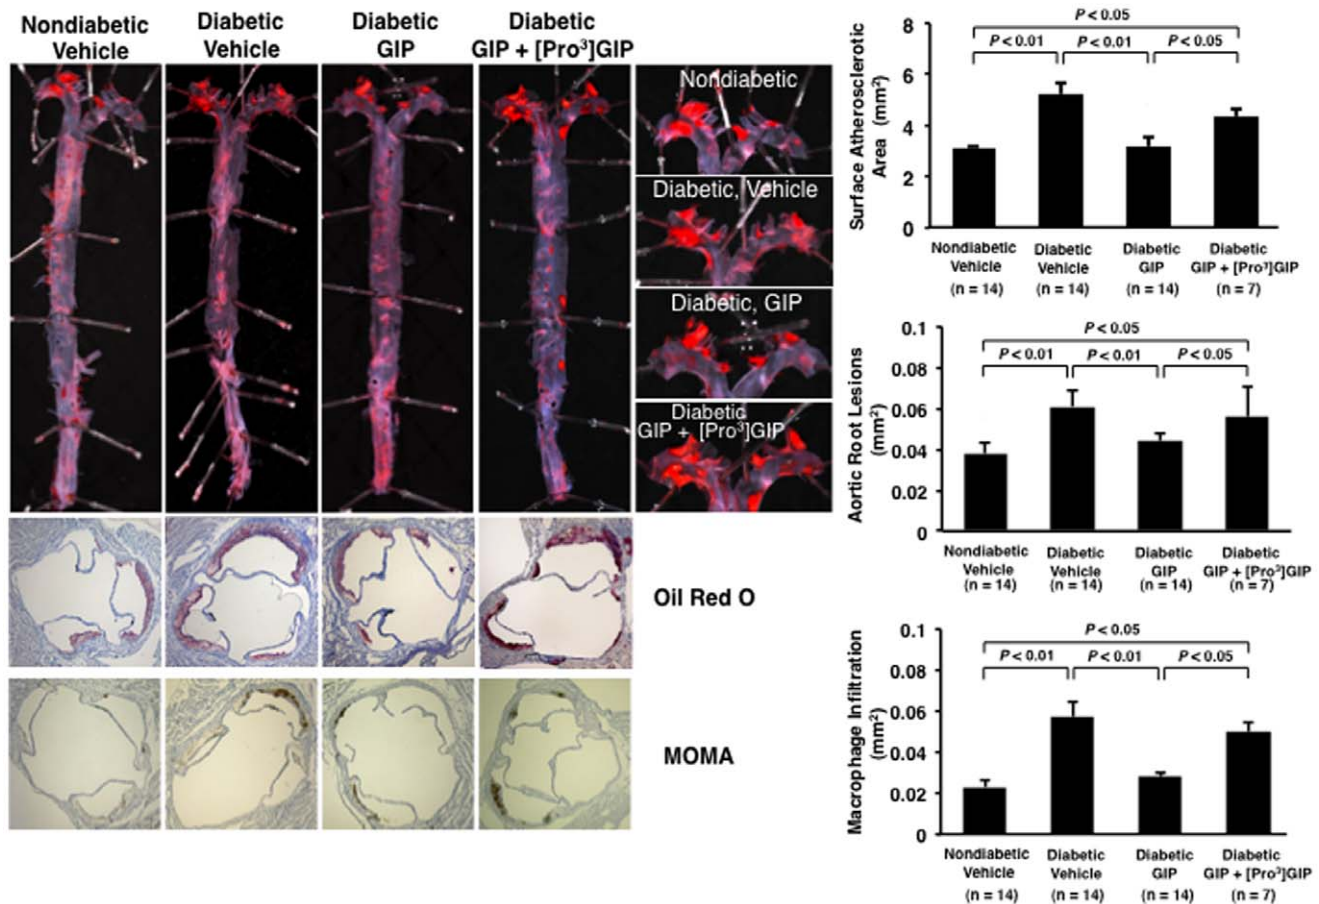 Nondiabetic
Vehicle
Diabetic
Vehicle
Diabetic
GIP
Diabetic
GIP + [Pro³]GIP
Nondiabetic
Diabetic, Vehicle
Diabetic, GIP
Diabetic
GIP + [Pro³]GIP
Oil Red O
MOMA
Surface Atherosclerotic
Area (mm²)
8
6
4
2
0
P < 0.05
P < 0.01
P < 0.01
P < 0.05
Nondiabetic
Vehicle
(n = 14)
Diabetic
Vehicle
(n = 14)
Diabetic
GIP
(n = 14)
Diabetic
GIP + [Pro³]GIP
(n = 7)
Aortic Root Lesions
(mm²)
0.1
0.08
0.06
0.04
0.02
0
P < 0.05
P < 0.01
P < 0.01
P < 0.05
Nondiabetic
Vehicle
(n = 14)
Diabetic
Vehicle
(n = 14)
Diabetic
GIP
(n = 14)
Diabetic
GIP + [Pro³]GIP
(n = 7)
Macrophage Infiltration
(mm²)
0.1
0.08
0.06
0.04
0.02
0
P < 0.05
P < 0.01
P < 0.01
P < 0.05
Nondiabetic
Vehicle
(n = 14)
Diabetic
Vehicle
(n = 14)
Diabetic
GIP
(n = 14)
Diabetic
GIP + [Pro³]GIP
(n = 7)